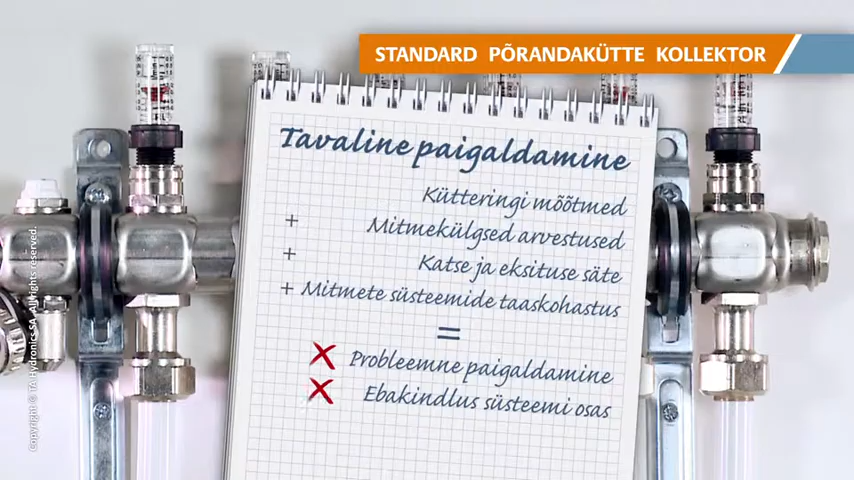 STANDARD PÕRANDAKÜTTE KOLLEKTOR
Tavaline paigaldamine
Kütteringi mõõtmed
+ Mitmekülgsed arvestused
+ Katse ja eksituse säte
+ Mitmete süsteemide taaskohastus
=
Probleemne paigaldamine
Ebakindlus süsteemi osas
Copyright © TA Hydronics SA. All rights reserved.